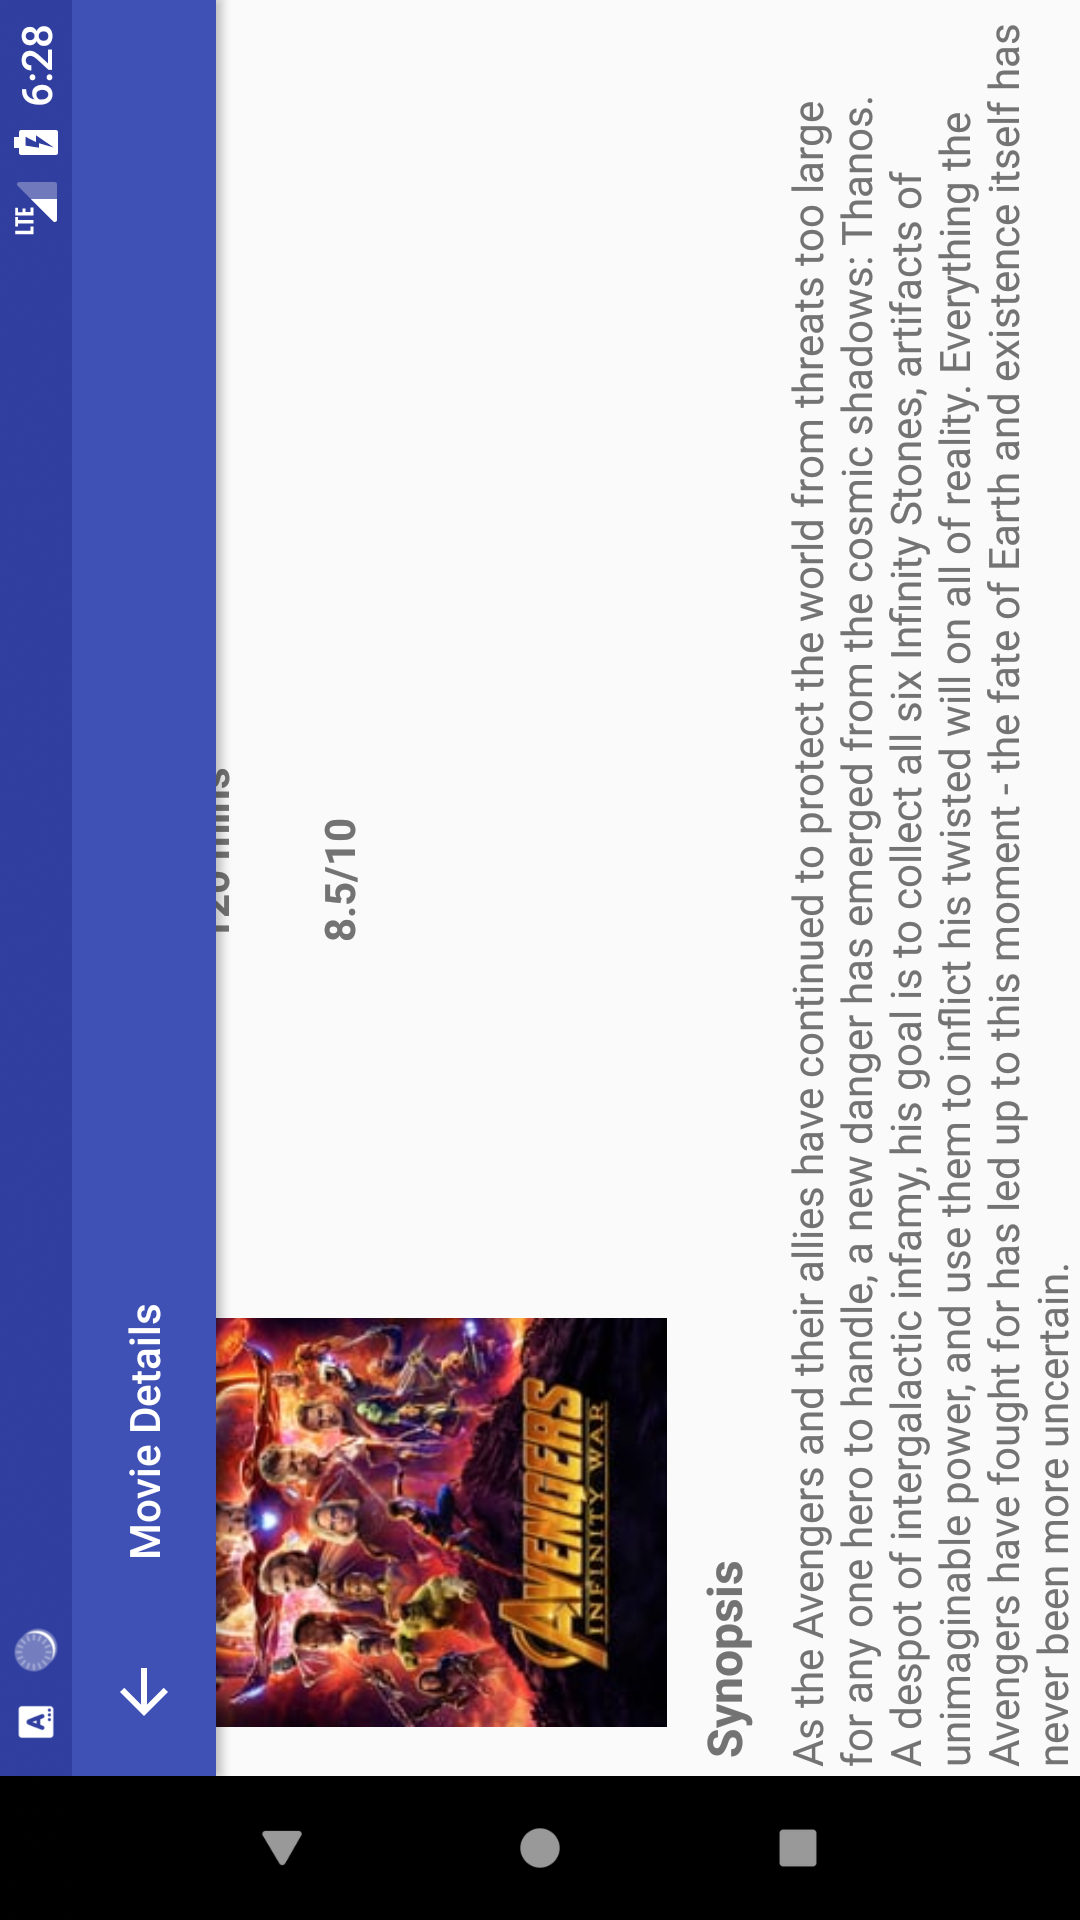 LTE 6:28
Movie Details
8.5/10
AVENGERS
INFINITY WAR
Synopsis
As the Avengers and their allies have continued to protect the world from threats too large
for any one hero to handle, a new danger has emerged from the cosmic shadows: Thanos.
A despot of intergalactic infamy, his goal is to collect all six Infinity Stones, artifacts of
unimaginable power, and use them to inflict his twisted will on all of reality. Everything the
Avengers have fought for has led up to this moment - the fate of Earth and existence itself has
never been more uncertain.